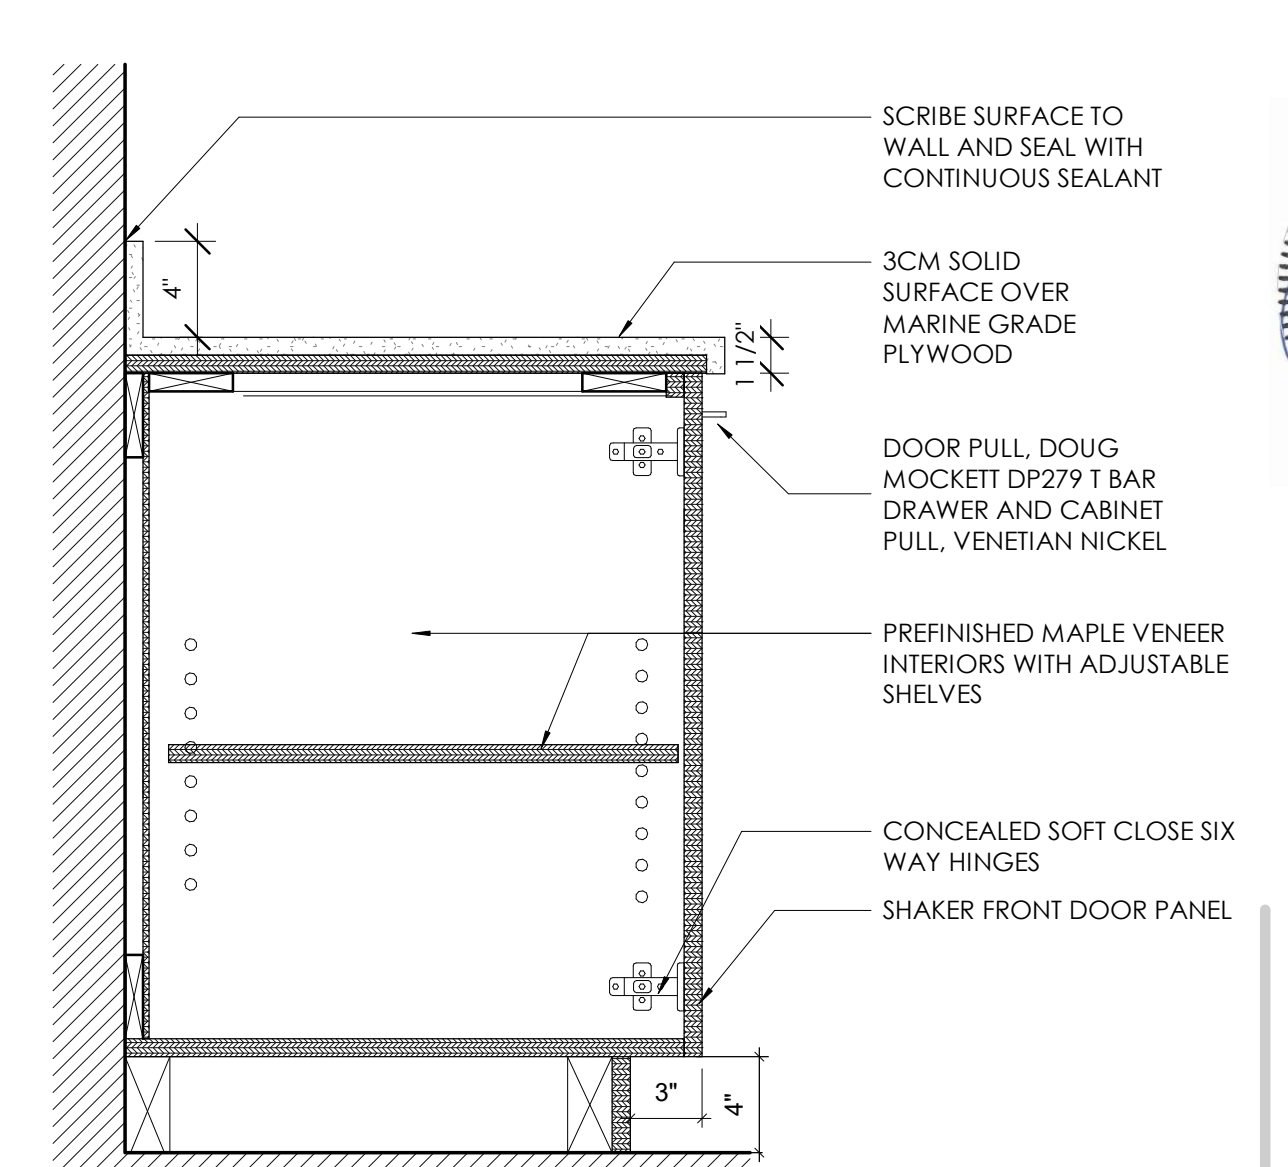 SCRIBE SURFACE TO
WALL AND SEAL WITH
CONTINUOUS SEALANT
4"
3CM SOLID
SURFACE OVER
MARINE GRADE
PLYWOOD
1 1/2"
DOOR PULL, DOUG
MOCKETT DP279 T BAR
DRAWER AND CABINET
PULL, VENETIAN NICKEL
PREFINISHED MAPLE VENEER
INTERIORS WITH ADJUSTABLE
SHELVES
CONCEALED SOFT CLOSE SIX
WAY HINGES
SHAKER FRONT DOOR PANEL
3"
4"